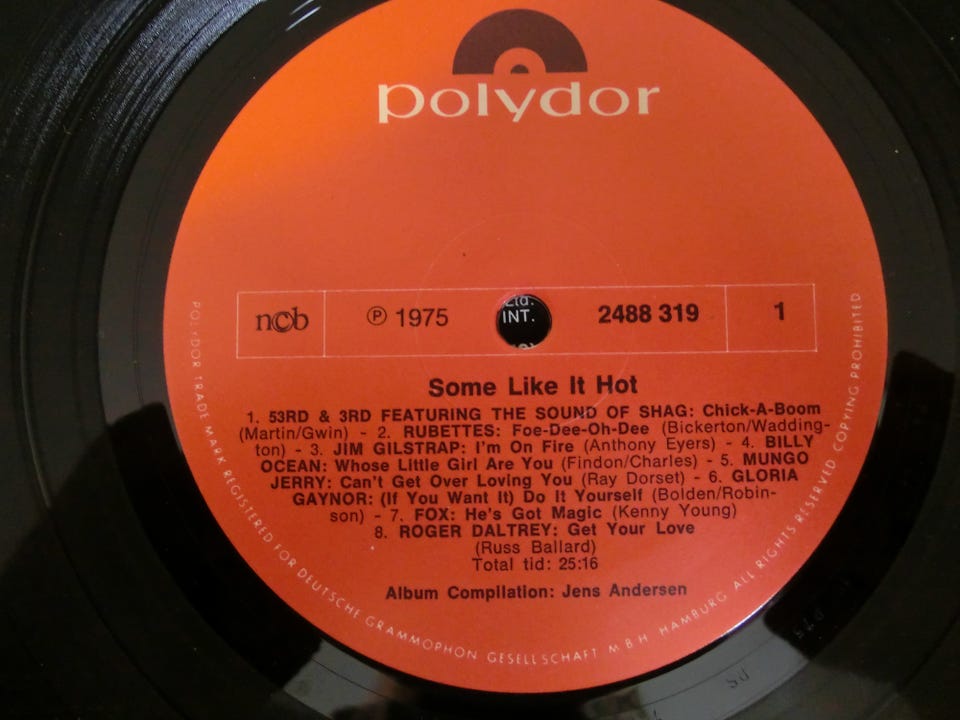 polydor
ncb
℗ 1975
Ltd.
INT.
2488 319
1
Some Like It Hot
1. 53RD & 3RD FEATURING THE SOUND OF SHAG: Chick-A-Boom
(Martin/Gwin) - 2. RUBETTES: Foe-Dee-Oh-Dee (Bickerton/Wadding-
ton) - 3. JIM GILSTRAP: I'm On Fire (Anthony Eyers) - 4. BILLY
OCEAN: Whose Little Girl Are You (Findon/Charles) - 5. MUNGO
JERRY: Can't Get Over Loving You (Ray Dorset) - 6. GLORIA
GAYNOR: (If You Want It) Do It Yourself (Bolden/Robin-
son) - 7. FOX: He's Got Magic (Kenny Young)
8. ROGER DALTREY: Get Your Love
(Russ Ballard)
Total tid: 25:16
Album Compilation: Jens Andersen
POLYDOR TRADE MARK REGISTERED FOR DEUTSCHE GRAMMOPHON GESELLSCHAFT MBH HAMBURG ALL RIGHTS RESERVED COPYING PROHIBITED